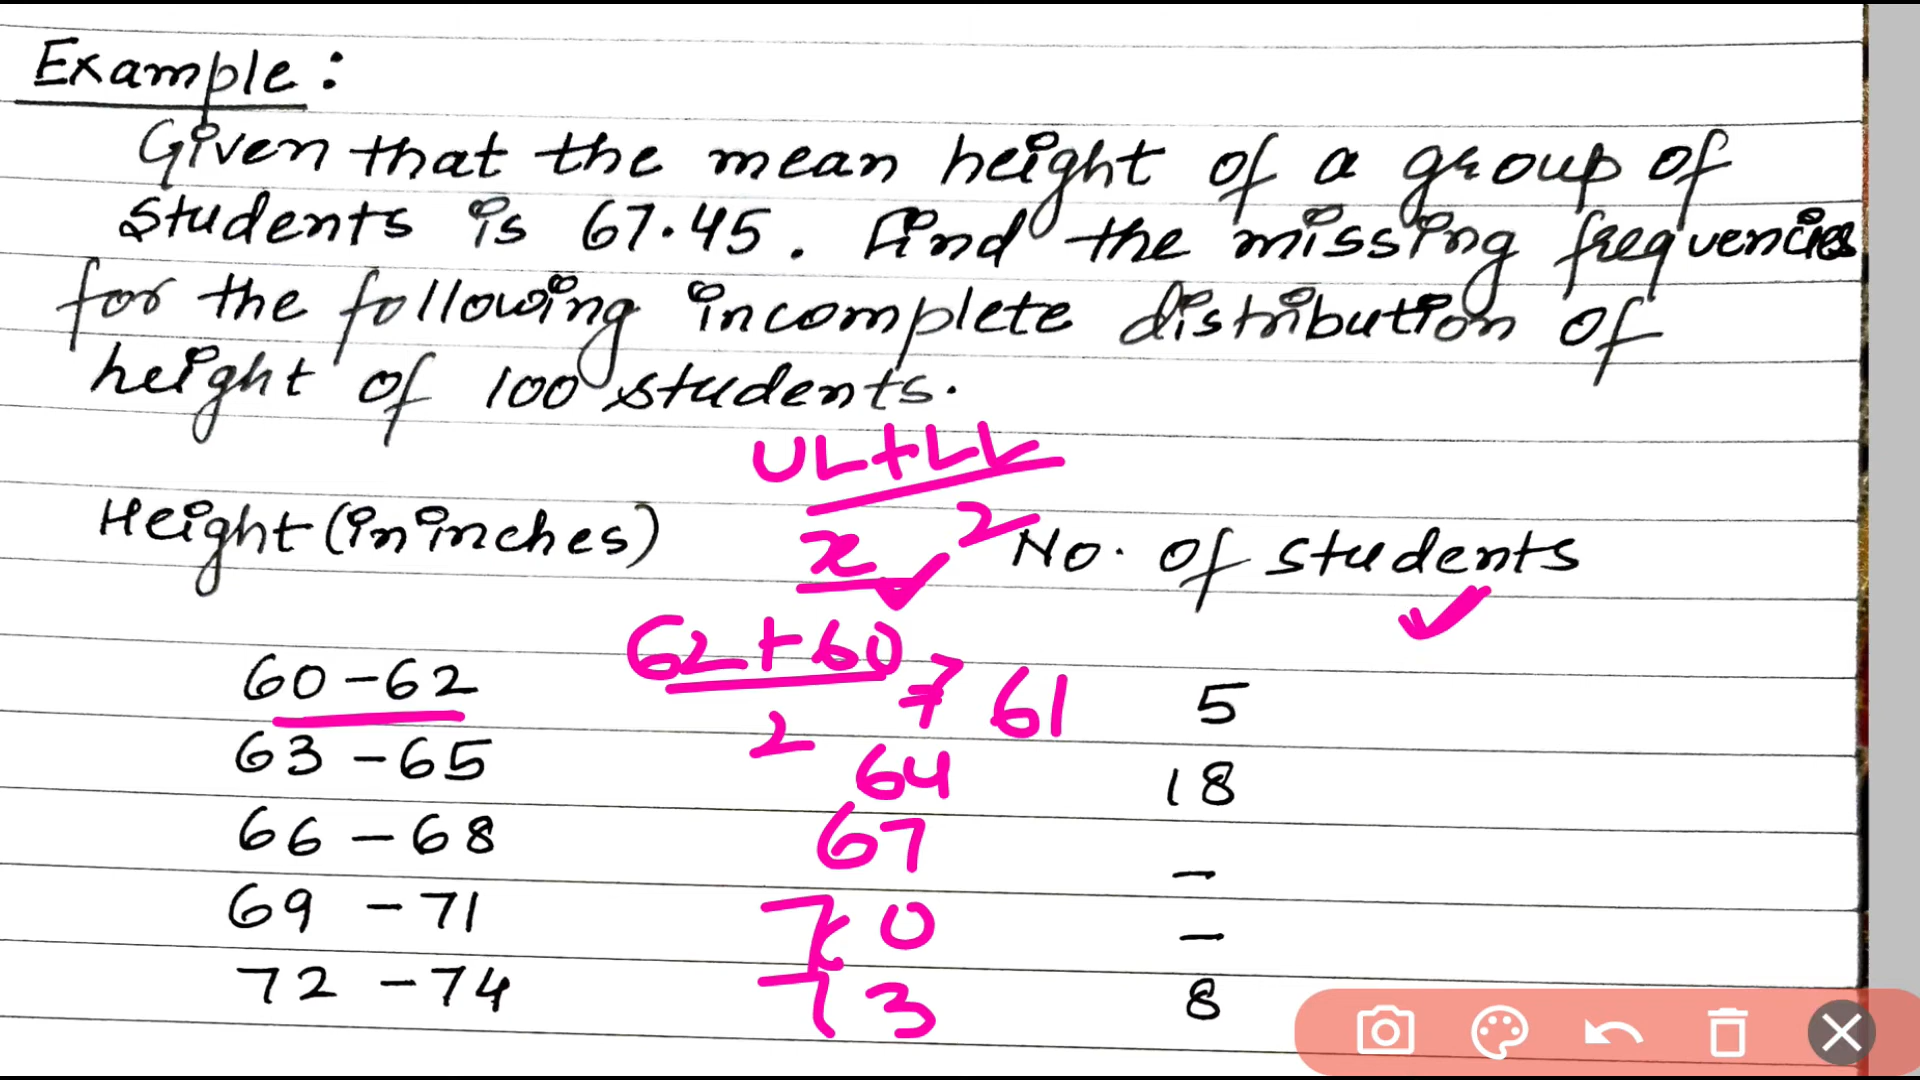 Example:
Given that the mean height of a group of
students is 67.45. Find the missing frequencies
for the following incomplete distribution of
height of 100 students.
UL+LL
2
Height (in inches) x No. of students
62+60
2
60-62 = 61 5
63-65 64 18
66-68 67 -
69-71 70 -
72-74 73 8